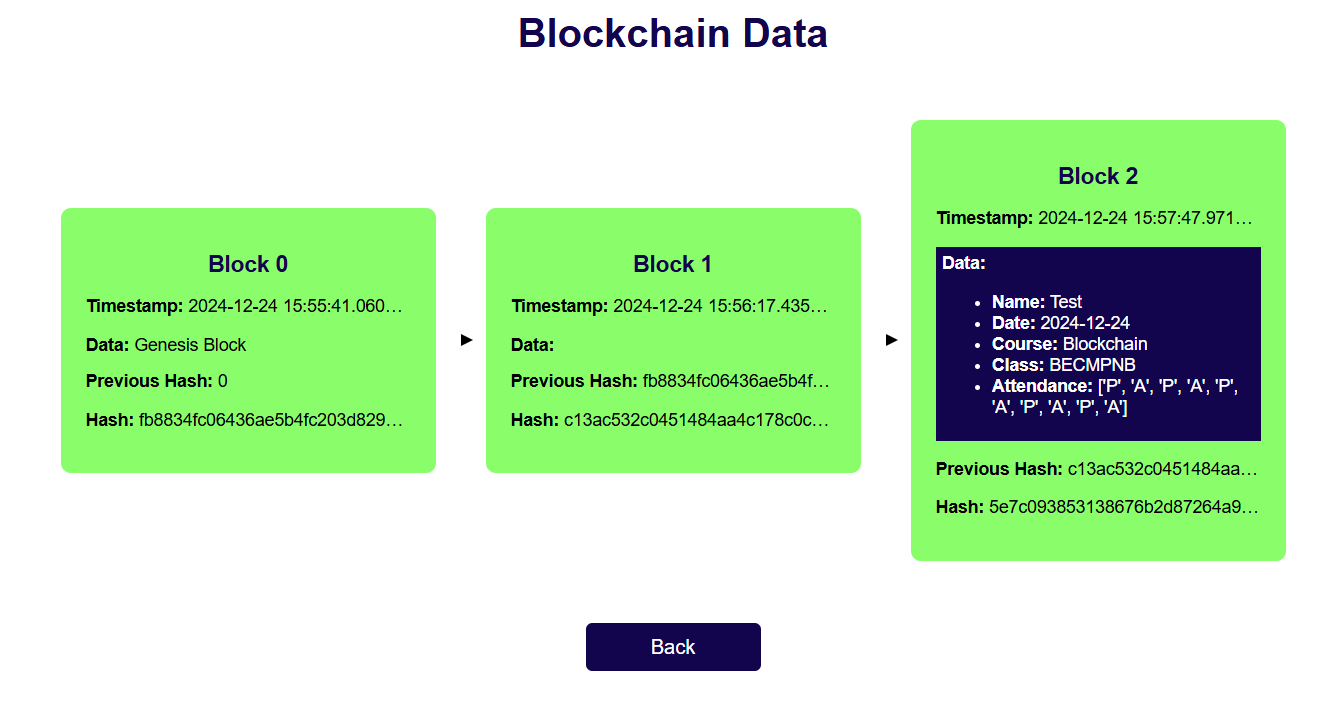 Blockchain Data
Block 0
Timestamp: 2024-12-24 15:55:41.060…
Data: Genesis Block
Previous Hash: 0
Hash: fb8834fc06436ae5b4fc203d829…
Block 1
Timestamp: 2024-12-24 15:56:17.435…
Data:
Previous Hash: fb8834fc06436ae5b4f…
Hash: c13ac532c0451484aa4c178c0c…
Block 2
Timestamp: 2024-12-24 15:57:47.971…
Data:
Name: Test
Date: 2024-12-24
Course: Blockchain
Class: BECMPNB
Attendance: ['P', 'A', 'P', 'A', 'P',
'A', 'P', 'A', 'P', 'A']
Previous Hash: c13ac532c0451484aa…
Hash: 5e7c093853138676b2d87264a9…
Back